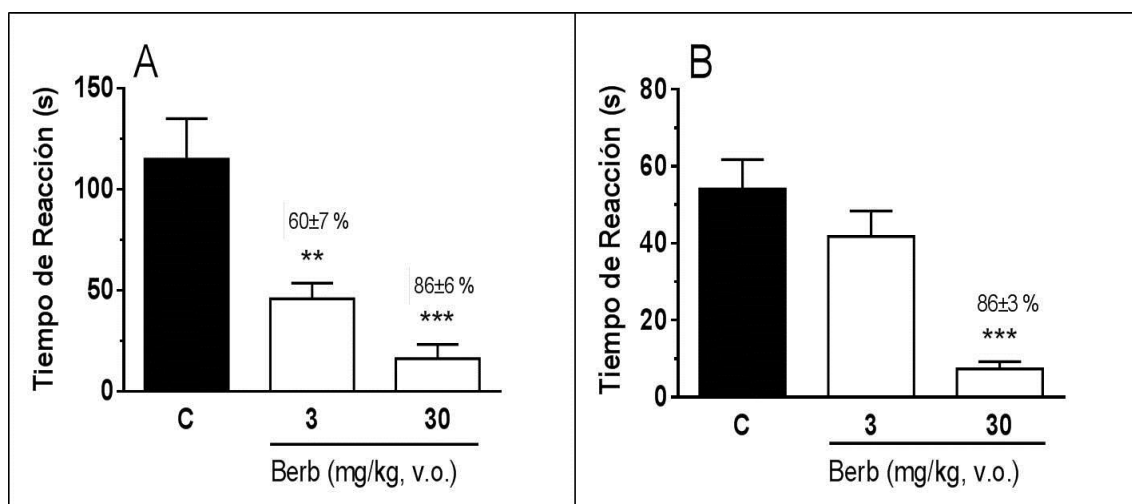 A
Tiempo de Reacción (s)
150
100
50
0
60±7 %
**
86±6 %
***
C
3
30
Berb (mg/kg, v.o.)
B
Tiempo de Reacción (s)
80
60
40
20
0
86±3 %
***
C
3
30
Berb (mg/kg, v.o.)